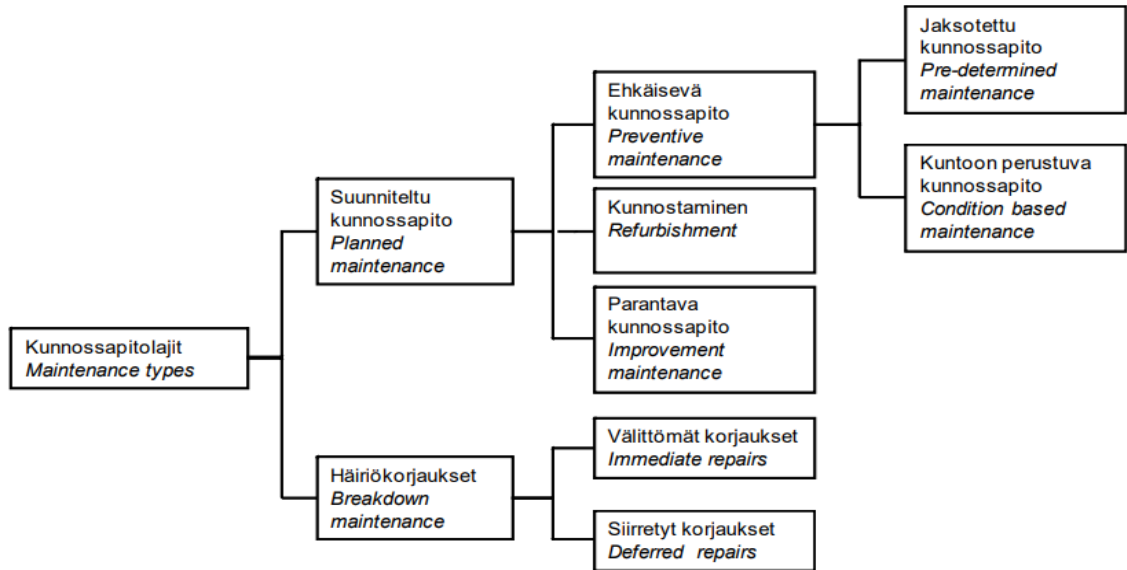 Kunnossapitolajit
Maintenance types
Suunniteltu
kunnossapito
Planned
maintenance
Ehkäisevä
kunnossapito
Preventive
maintenance
Jaksotettu
kunnossapito
Pre-determined
maintenance
Kuntoon perustuva
kunnossapito
Condition based
maintenance
Kunnostaminen
Refurbishment
Parantava
kunnossapito
Improvement
maintenance
Häiriökorjaukset
Breakdown
maintenance
Välittömät korjaukset
Immediate repairs
Siirretyt korjaukset
Deferred repairs